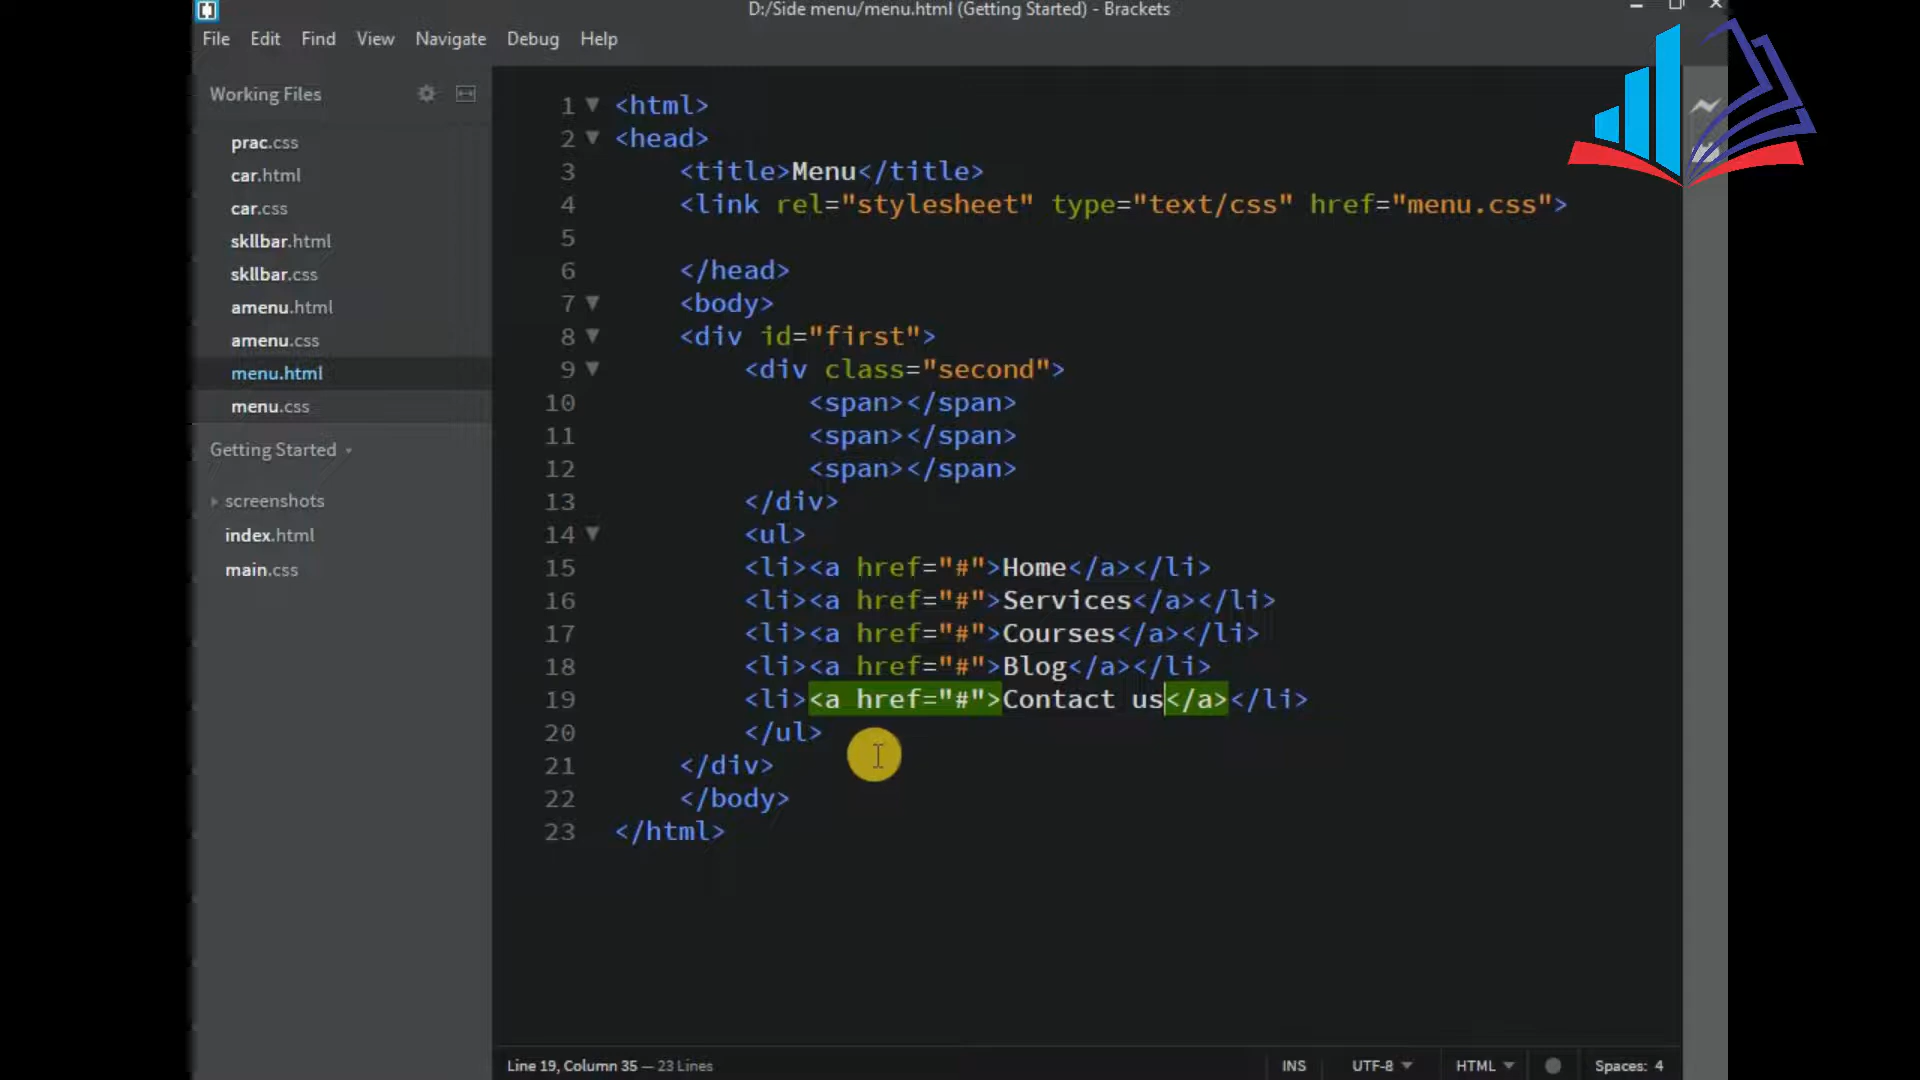 D:/Side menu/menu.html (Getting Started) - Brackets
File Edit Find View Navigate Debug Help
Working Files
prac.css
car.html
car.css
skllbar.html
skllbar.css
amenu.html
amenu.css
menu.html
menu.css
Getting Started
screenshots
index.html
main.css
1 <html>
2 <head>
3 <title>Menu</title>
4 <link rel="stylesheet" type="text/css" href="menu.css">
5
6 </head>
7 <body>
8 <div id="first">
9 <div class="second">
10 <span></span>
11 <span></span>
12 <span></span>
13 </div>
14 <ul>
15 <li><a href="#">Home</a></li>
16 <li><a href="#">Services</a></li>
17 <li><a href="#">Courses</a></li>
18 <li><a href="#">Blog</a></li>
19 <li><a href="#">Contact us</a></li>
20 </ul>
21 </div>
22 </body>
23 </html>
Line 19, Column 35 — 23 Lines INS UTF-8 HTML Spaces: 4